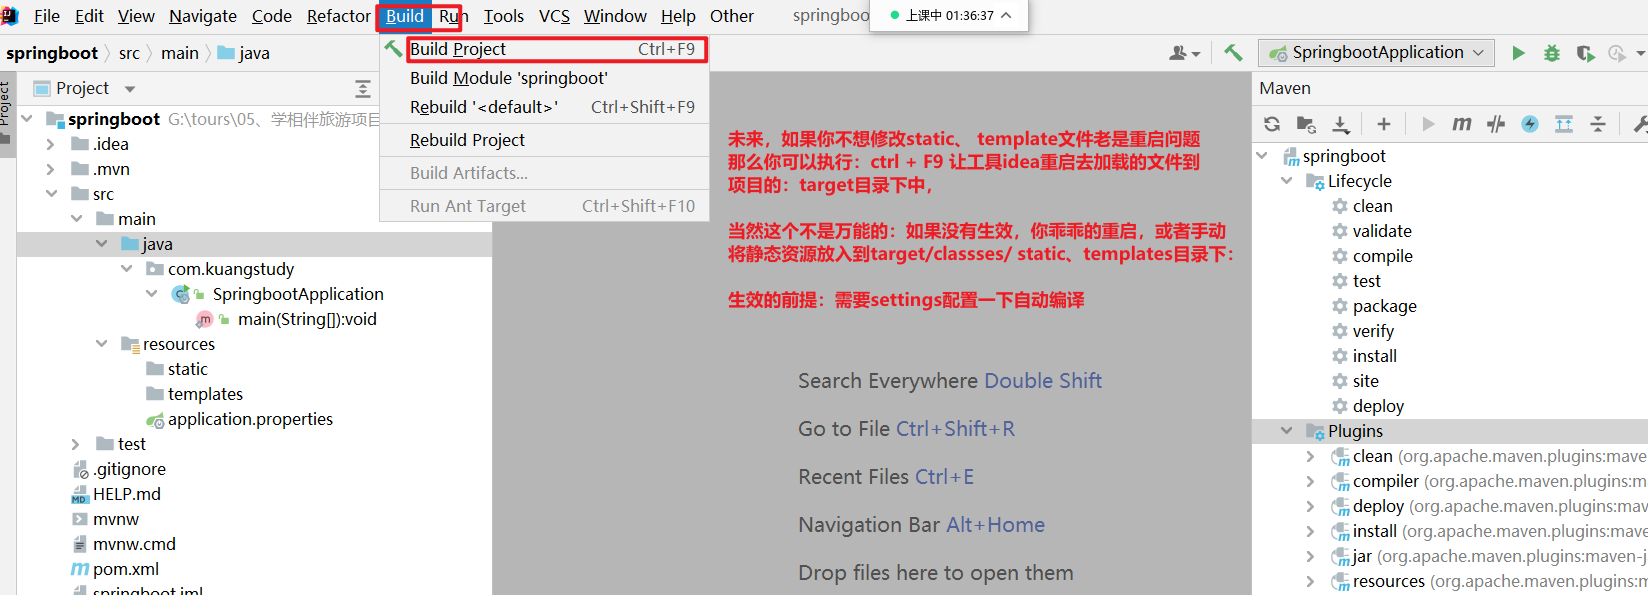 File Edit View Navigate Code Refactor Build Run Tools VCS Window Help Other springboo
上课中 01:36:37
springboot src main java
SpringbootApplication
Project
Project
springboot G:\tours\05、学相伴旅游项目
.idea
.mvn
src
main
java
com.kuangstudy
SpringbootApplication
main(String[]):void
resources
static
templates
application.properties
test
.gitignore
HELP.md
mvnw
mvnw.cmd
pom.xml
springboot.iml
Build Project Ctrl+F9
Build Module 'springboot'
Rebuild '<default>' Ctrl+Shift+F9
Rebuild Project
Build Artifacts...
Run Ant Target Ctrl+Shift+F10
未来，如果你不想修改static、 template文件老是重启问题
那么你可以执行：ctrl + F9 让工具idea重启去加载的文件到
项目的：target目录下中，
当然这个不是万能的：如果没有生效，你乖乖的重启，或者手动
将静态资源放入到target/classses/ static、templates目录下：
生效的前提：需要settings配置一下自动编译
Search Everywhere Double Shift
Go to File Ctrl+Shift+R
Recent Files Ctrl+E
Navigation Bar Alt+Home
Drop files here to open them
Maven
springboot
Lifecycle
clean
validate
compile
test
package
verify
install
site
deploy
Plugins
clean (org.apache.maven.plugins:mave
compiler (org.apache.maven.plugins:m
deploy (org.apache.maven.plugins:mav
install (org.apache.maven.plugins:mav
jar (org.apache.maven.plugins:maven-j
resources (org.apache.maven.plugins:m